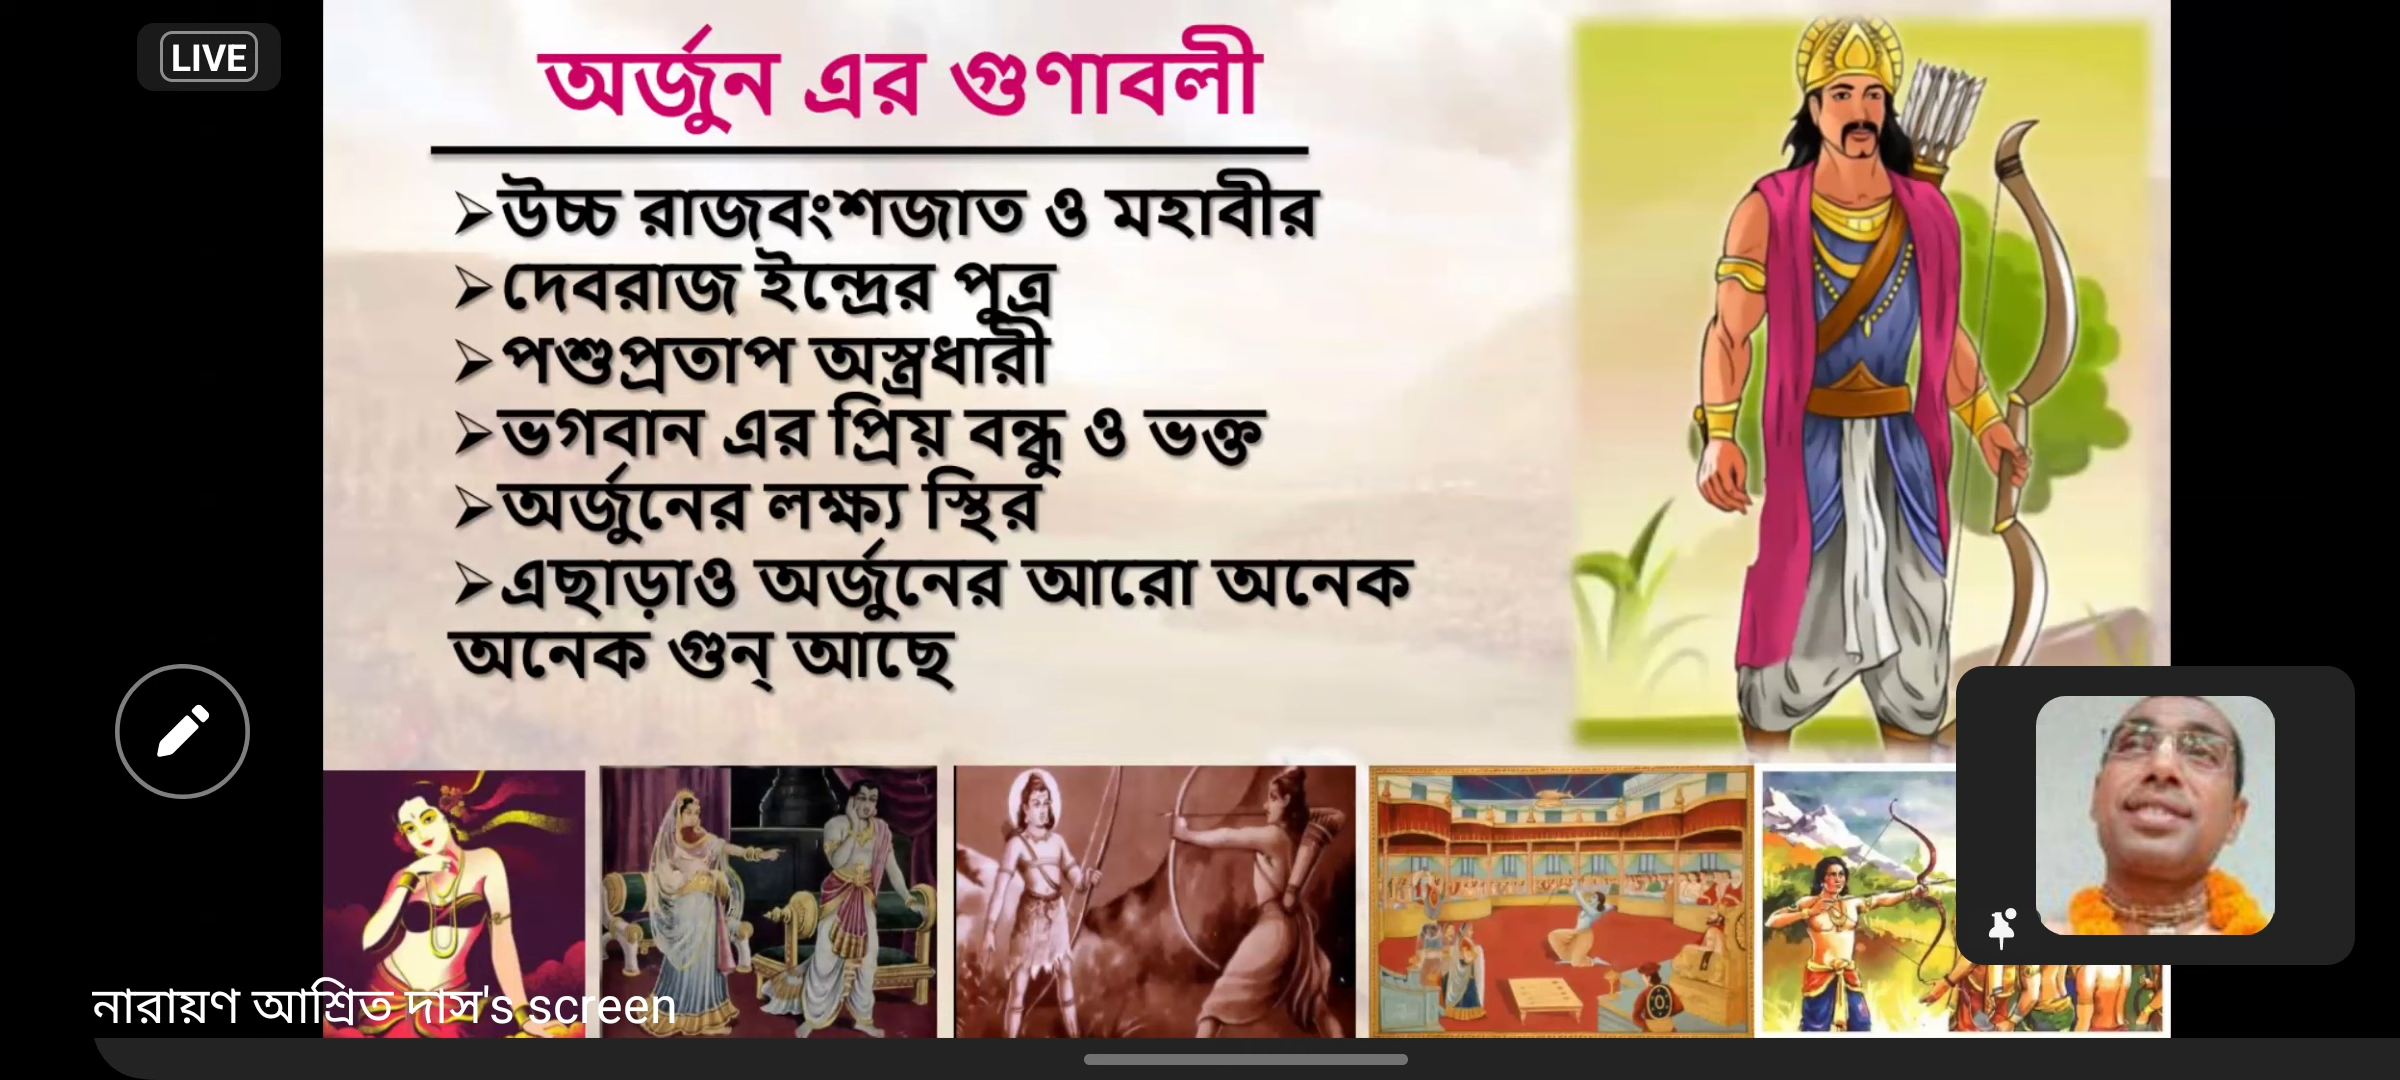 LIVE
অর্জুন এর গুণাবলী
➢উচ্চ রাজবংশজাত ও মহাবীর
➢দেবরাজ ইন্দ্রের পুত্র
➢পশুপ্রতাপ অস্ত্রধারী
➢ভগবান এর প্রিয় বন্ধু ও ভক্ত
➢অর্জুনের লক্ষ্য স্থির
➢এছাড়াও অর্জুনের আরো অনেক
অনেক গুন্ আছে
নারায়ণ আশ্রিত দাস's screen